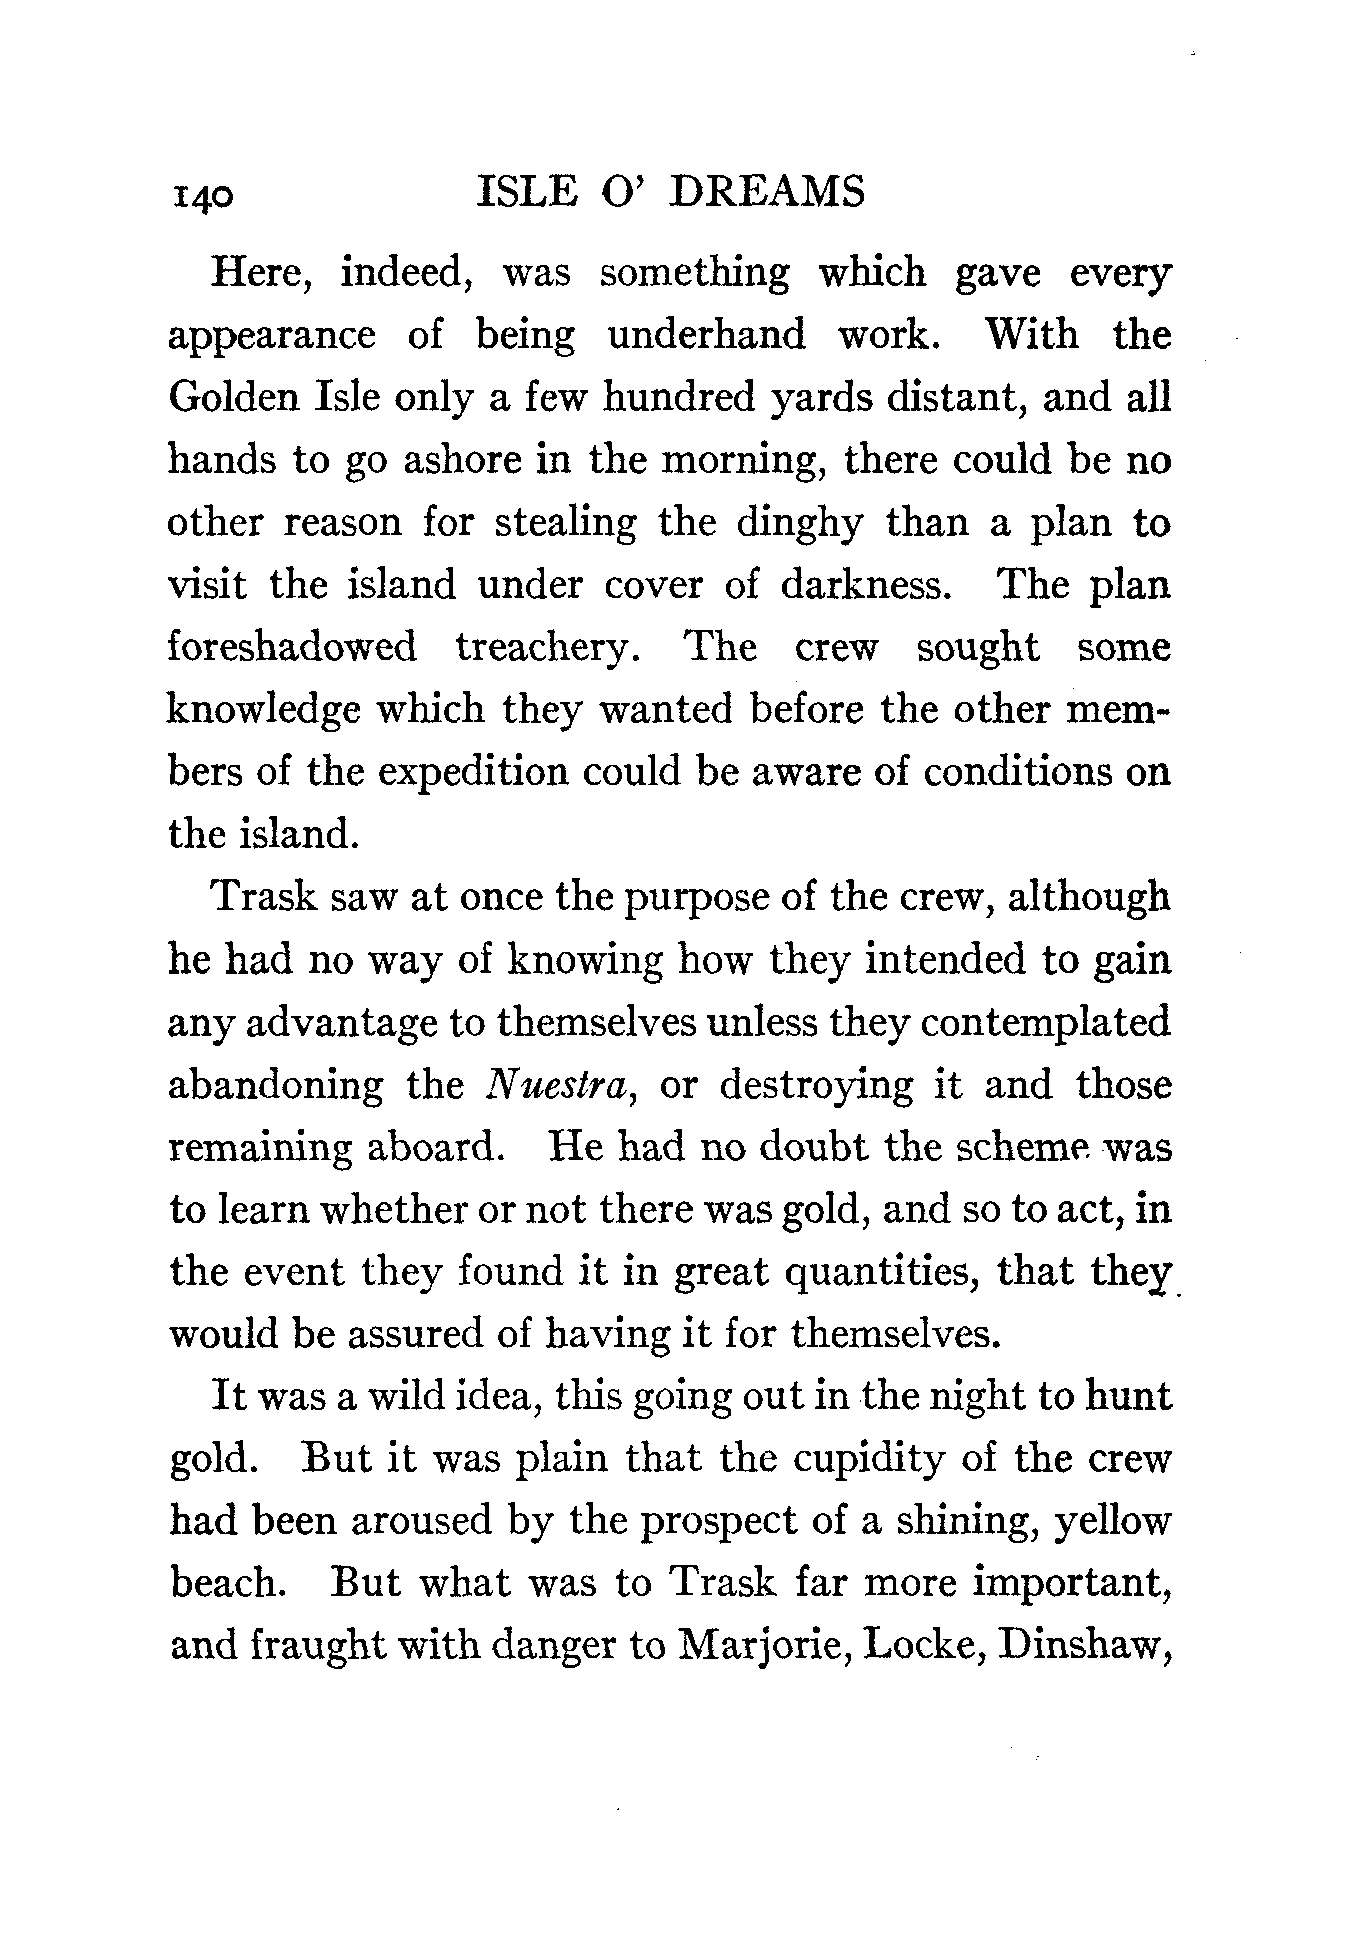 140 ISLE O' DREAMS
Here, indeed, was something which gave every
appearance of being underhand work. With the
Golden Isle only a few hundred yards distant, and all
hands to go ashore in the morning, there could be no
other reason for stealing the dinghy than a plan to
visit the island under cover of darkness. The plan
foreshadowed treachery. The crew sought some
knowledge which they wanted before the other mem-
bers of the expedition could be aware of conditions on
the island.
Trask saw at once the purpose of the crew, although
he had no way of knowing how they intended to gain
any advantage to themselves unless they contemplated
abandoning the Nuestra, or destroying it and those
remaining aboard. He had no doubt the scheme was
to learn whether or not there was gold, and so to act, in
the event they found it in great quantities, that they
would be assured of having it for themselves.
It was a wild idea, this going out in the night to hunt
gold. But it was plain that the cupidity of the crew
had been aroused by the prospect of a shining, yellow
beach. But what was to Trask far more important,
and fraught with danger to Marjorie, Locke, Dinshaw,